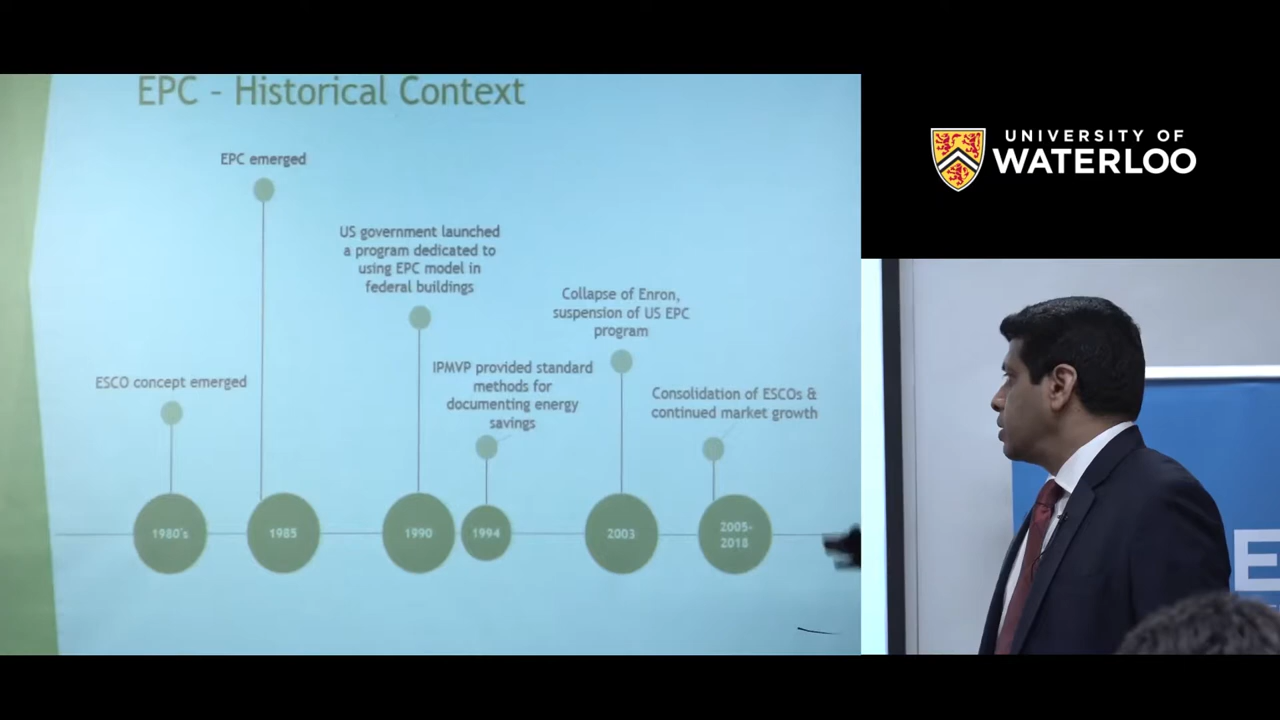 EPC – Historical Context
EPC emerged
US government launched
a program dedicated to
using EPC model in
federal buildings
Collapse of Enron,
suspension of US EPC
program
IPMVP provided standard
methods for
documenting energy
savings
ESCO concept emerged
Consolidation of ESCOs &
continued market growth
1980's
1985
1990
1994
2003
2005-
2018
UNIVERSITY OF
WATERLOO
E